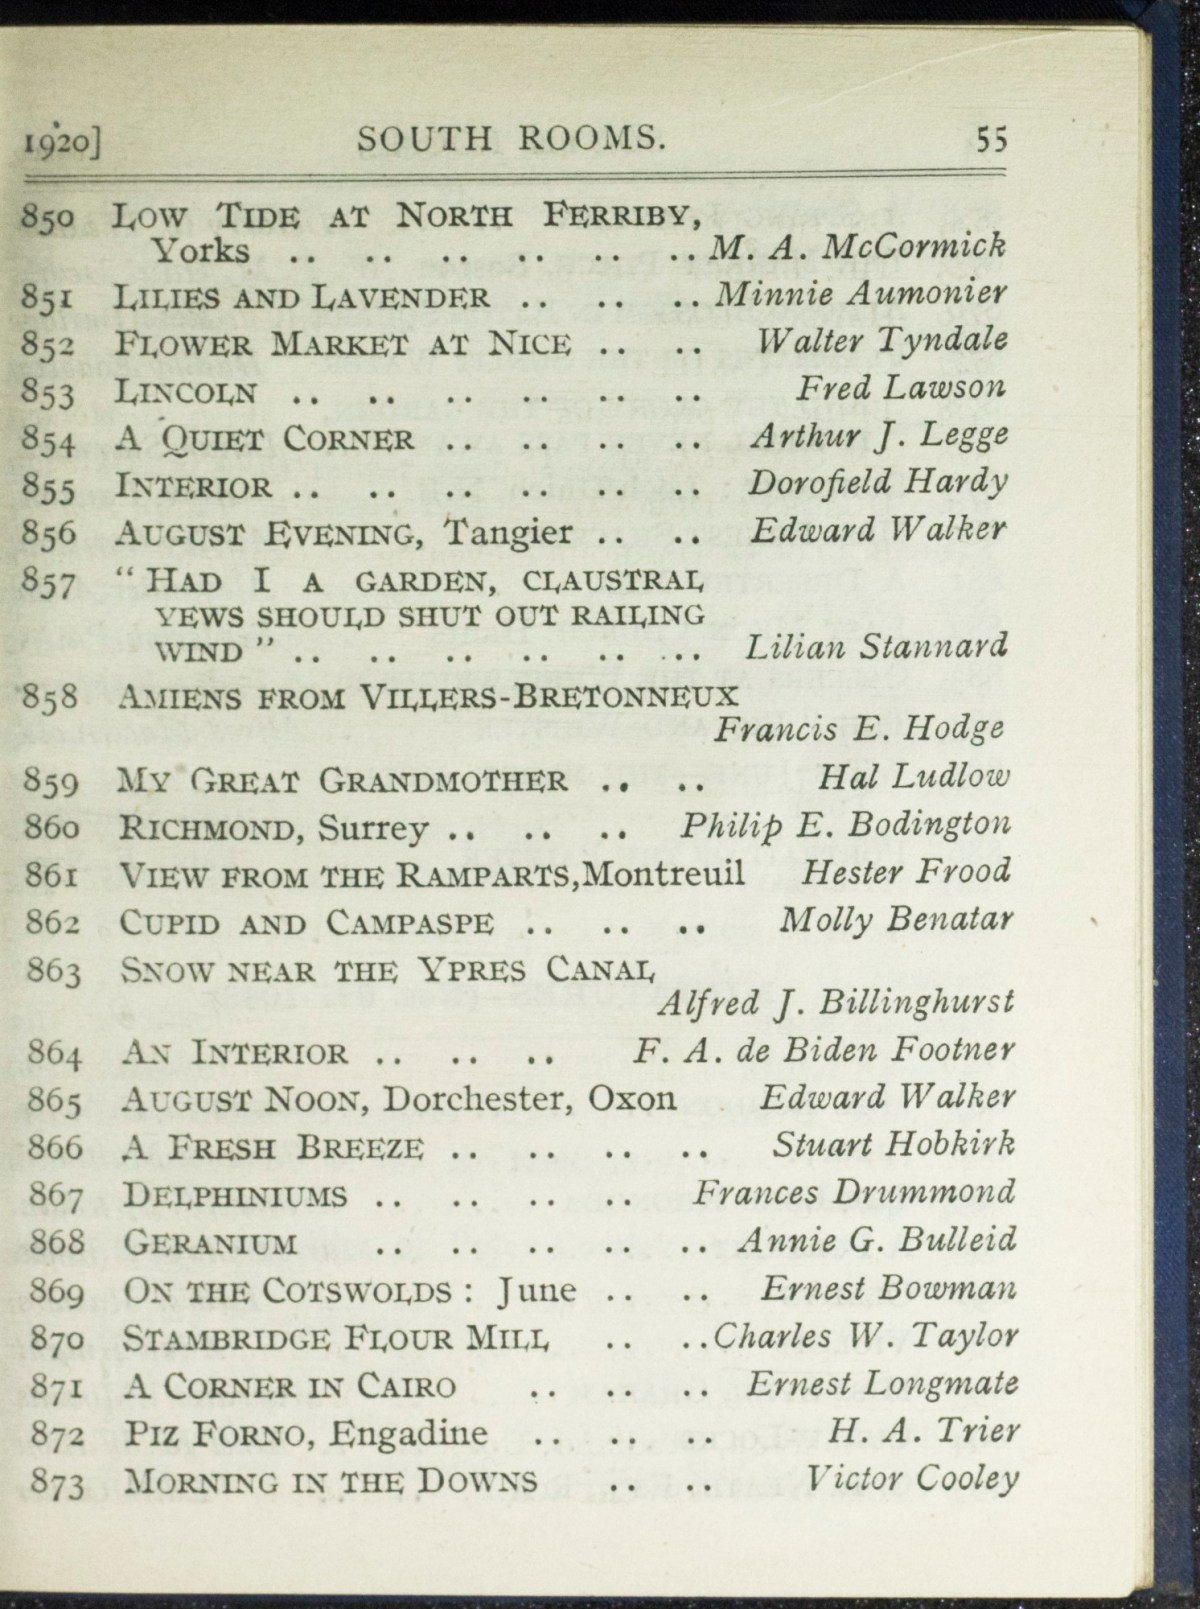 1920] SOUTH ROOMS. 55
850 LOW TIDE AT NORTH FERRIBY,
Yorks .. .. .. .. .. .. M. A. McCormick
851 LILIES AND LAVENDER .. .. .. Minnie Aumonier
852 FLOWER MARKET AT NICE .. .. Walter Tyndale
853 LINCOLN .. .. .. .. .. .. Fred Lawson
854 A QUIET CORNER .. .. .. .. Arthur J. Legge
855 INTERIOR .. .. .. .. .. .. Dorofield Hardy
856 AUGUST EVENING, Tangier .. .. Edward Walker
857 “ HAD I A GARDEN, CLAUSTRAL
YEWS SHOULD SHUT OUT RAILING
WIND ” .. .. .. .. .. .. Lilian Stannard
858 AMIENS FROM VILLERS-BRETONNEUX
Francis E. Hodge
859 MY GREAT GRANDMOTHER .. .. Hal Ludlow
860 RICHMOND, Surrey .. .. .. Philip E. Bodington
861 VIEW FROM THE RAMPARTS, Montreuil Hester Frood
862 CUPID AND CAMPASPE .. .. .. Molly Benatar
863 SNOW NEAR THE YPRES CANAL
Alfred J. Billinghurst
864 AN INTERIOR .. .. .. F. A. de Biden Footner
865 AUGUST NOON, Dorchester, Oxon Edward Walker
866 A FRESH BREEZE .. .. .. .. Stuart Hobkirk
867 DELPHINIUMS .. .. .. .. Frances Drummond
868 GERANIUM .. .. .. .. .. Annie G. Bulleid
869 ON THE COTSWOLDS : June .. .. Ernest Bowman
870 STAMBRIDGE FLOUR MILL .. .. Charles W. Taylor
871 A CORNER IN CAIRO .. .. .. Ernest Longmate
872 PIZ FORNO, Engadine .. .. .. H. A. Trier
873 MORNING IN THE DOWNS .. .. Victor Cooley